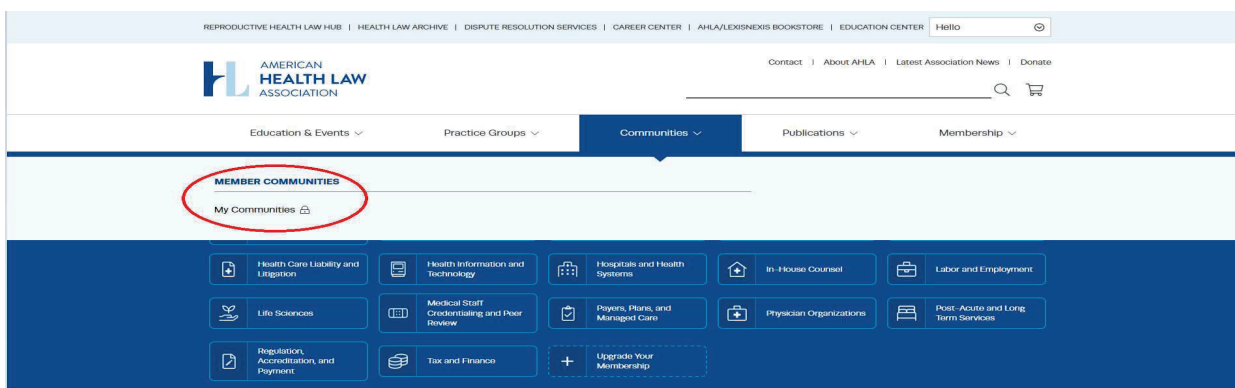 REPRODUCTIVE HEALTH LAW HUB | HEALTH LAW ARCHIVE | DISPUTE RESOLUTION SERVICES | CAREER CENTER | AHLA/LEXISNEXIS BOOKSTORE | EDUCATION CENTER Hello
Contact | About AHLA | Latest Association News | Donate
AMERICAN
HEALTH LAW
ASSOCIATION
Education & Events Practice Groups Communities Publications Membership
MEMBER COMMUNITIES
My Communities
Health Care Liability and
Litigation
Health Information and
Technology
Hospitals and Health
Systems
In-House Counsel
Labor and Employment
Life Sciences
Medical Staff
Credentialing and Peer
Review
Payers, Plans, and
Managed Care
Physician Organizations
Post-Acute and Long
Term Services
Regulation,
Accreditation, and
Payment
Tax and Finance
Upgrade Your
Membership